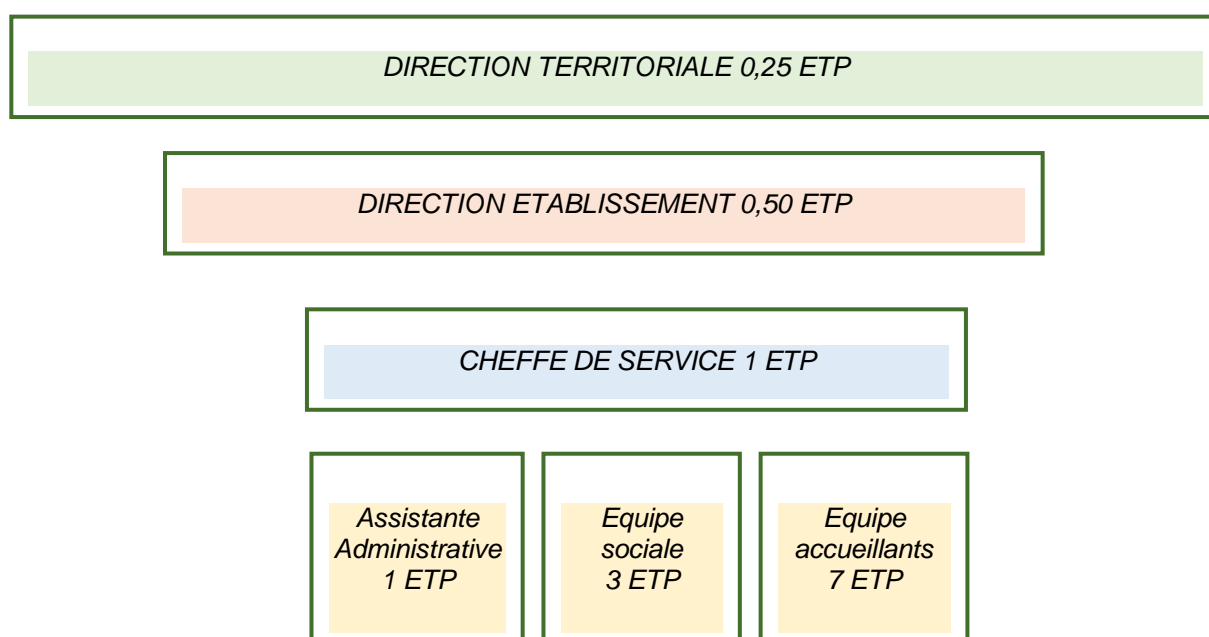 DIRECTION TERRITORIALE 0,25 ETP
DIRECTION ETABLISSEMENT 0,50 ETP
CHEFFE DE SERVICE 1 ETP
Assistante
Administrative
1 ETP
Equipe
sociale
3 ETP
Equipe
accueillants
7 ETP